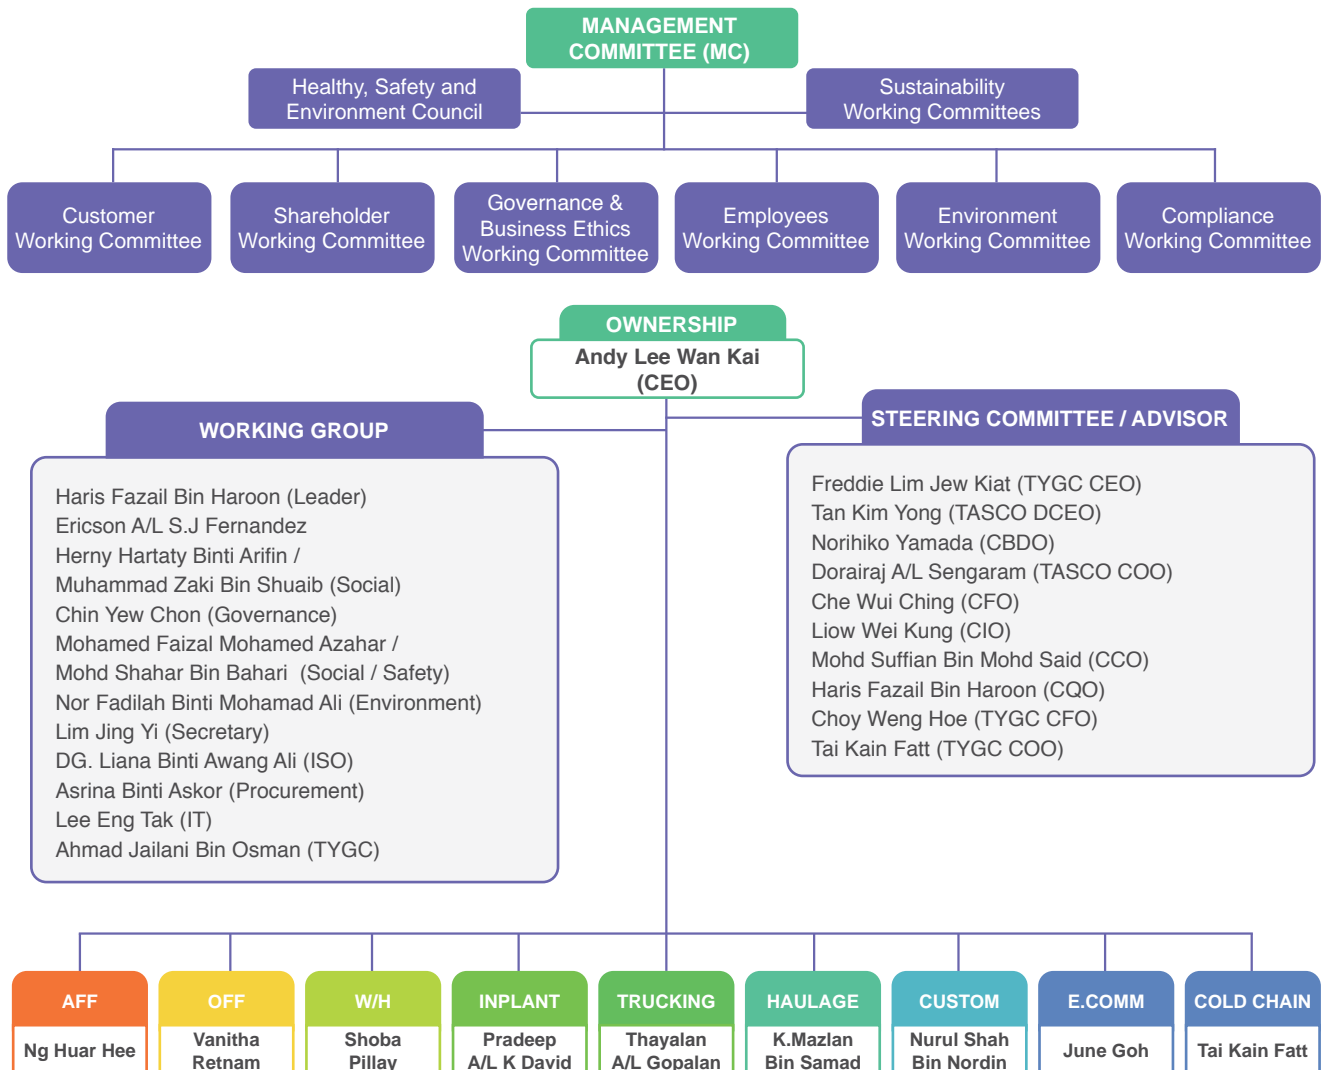 MANAGEMENT
COMMITTEE (MC)
Healthy, Safety and
Environment Council
Sustainability
Working Committees
Customer
Working Committee
Shareholder
Working Committee
Governance &
Business Ethics
Working Committee
Employees
Working Committee
Environment
Working Committee
Compliance
Working Committee
OWNERSHIP
Andy Lee Wan Kai
(CEO)
WORKING GROUP
Haris Fazail Bin Haroon (Leader)
Ericson A/L S.J Fernandez
Herny Hartaty Binti Arifin /
Muhammad Zaki Bin Shuaib (Social)
Chin Yew Chon (Governance)
Mohamed Faizal Mohamed Azahar /
Mohd Shahar Bin Bahari (Social / Safety)
Nor Fadilah Binti Mohamad Ali (Environment)
Lim Jing Yi (Secretary)
DG. Liana Binti Awang Ali (ISO)
Asrina Binti Askor (Procurement)
Lee Eng Tak (IT)
Ahmad Jailani Bin Osman (TYGC)
STEERING COMMITTEE / ADVISOR
Freddie Lim Jew Kiat (TYGC CEO)
Tan Kim Yong (TASCO DCEO)
Norihiko Yamada (CBDO)
Dorairaj A/L Sengaram (TASCO COO)
Che Wui Ching (CFO)
Liow Wei Kung (CIO)
Mohd Suffian Bin Mohd Said (CCO)
Haris Fazail Bin Haroon (CQO)
Choy Weng Hoe (TYGC CFO)
Tai Kain Fatt (TYGC COO)
AFF
Ng Huar Hee
OFF
Vanitha
Retnam
W/H
Shoba
Pillay
INPLANT
Pradeep
A/L K David
TRUCKING
Thayalan
A/L Gopalan
HAULAGE
K.Mazlan
Bin Samad
CUSTOM
Nurul Shah
Bin Nordin
E.COMM
June Goh
COLD CHAIN
Tai Kain Fatt